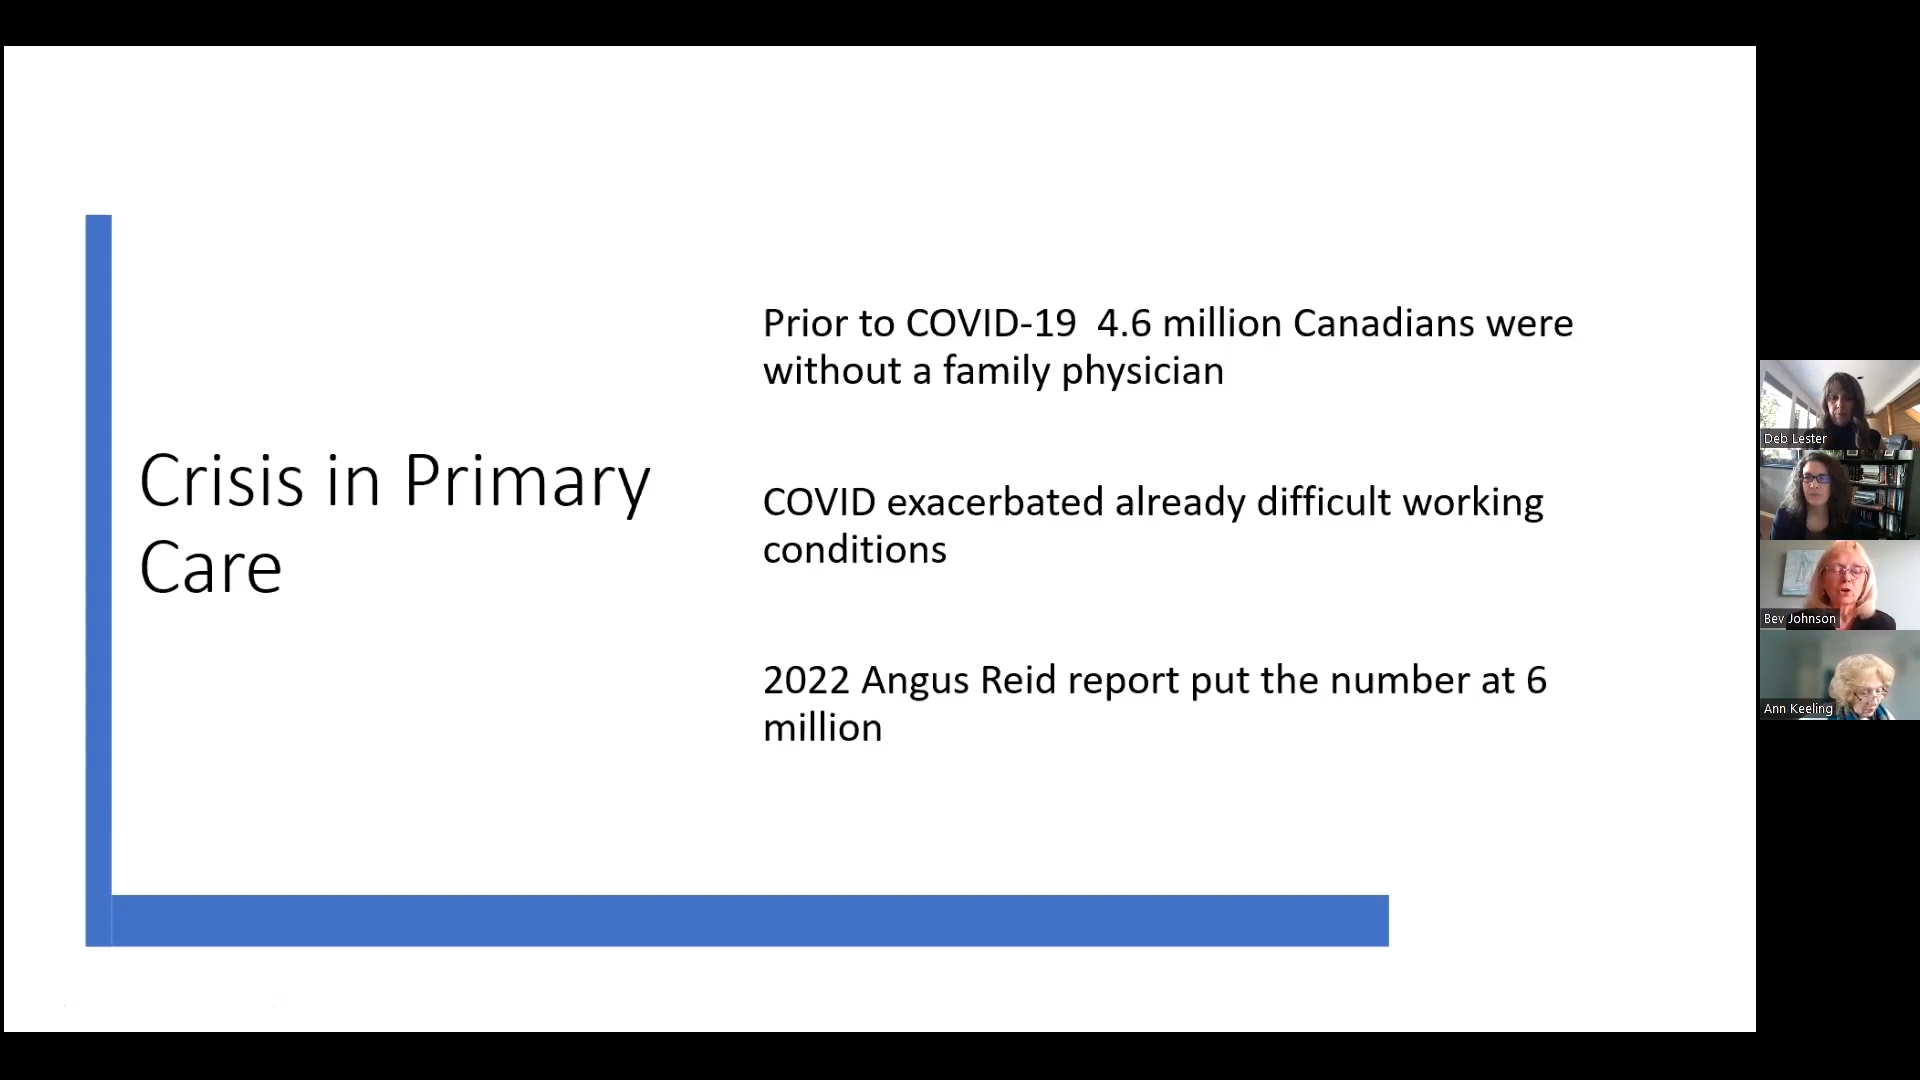 Crisis in Primary
Care
Prior to COVID-19  4.6 million Canadians were
without a family physician
COVID exacerbated already difficult working
conditions
2022 Angus Reid report put the number at 6
million
Deb Lester
Bev Johnson
Ann Keeling